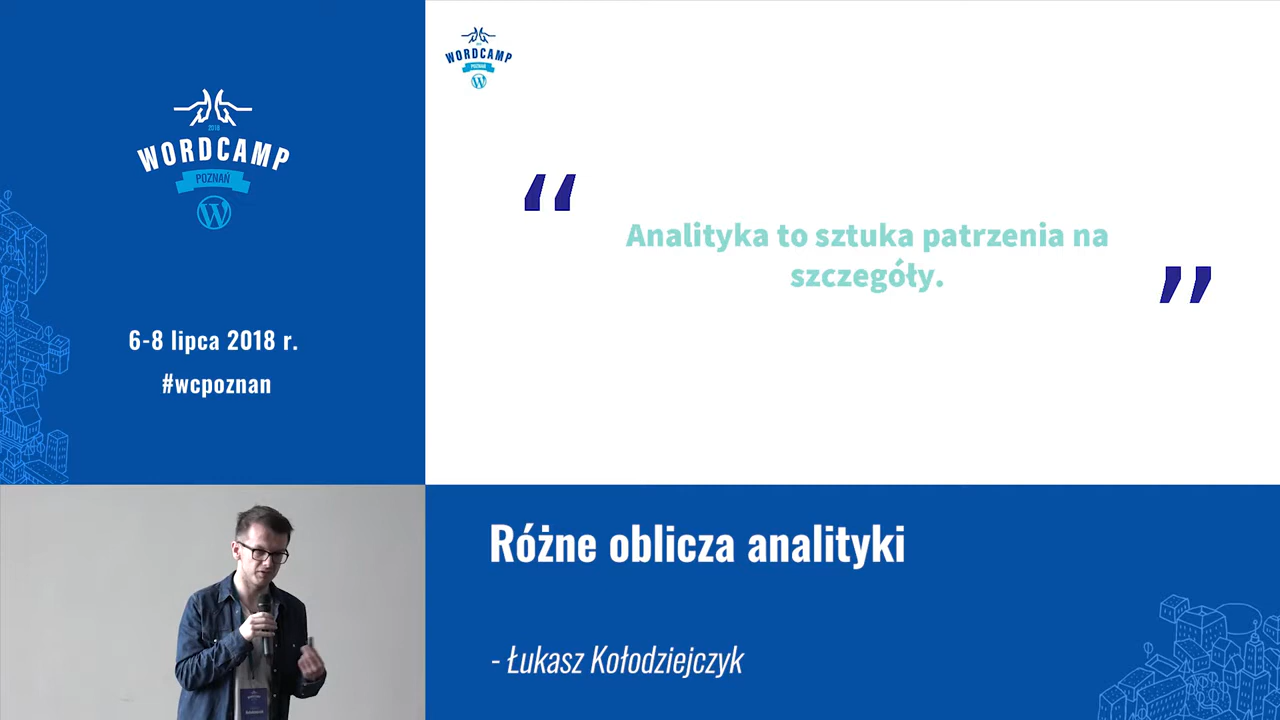 2018
WORDCAMP
POZNAŃ
6-8 lipca 2018 r.
#wcpoznan
WORDCAMP
POZNAŃ
“
Analityka to sztuka patrzenia na
szczegóły.
”
Różne oblicza analityki
- Łukasz Kołodziejczyk
WORDCAMP